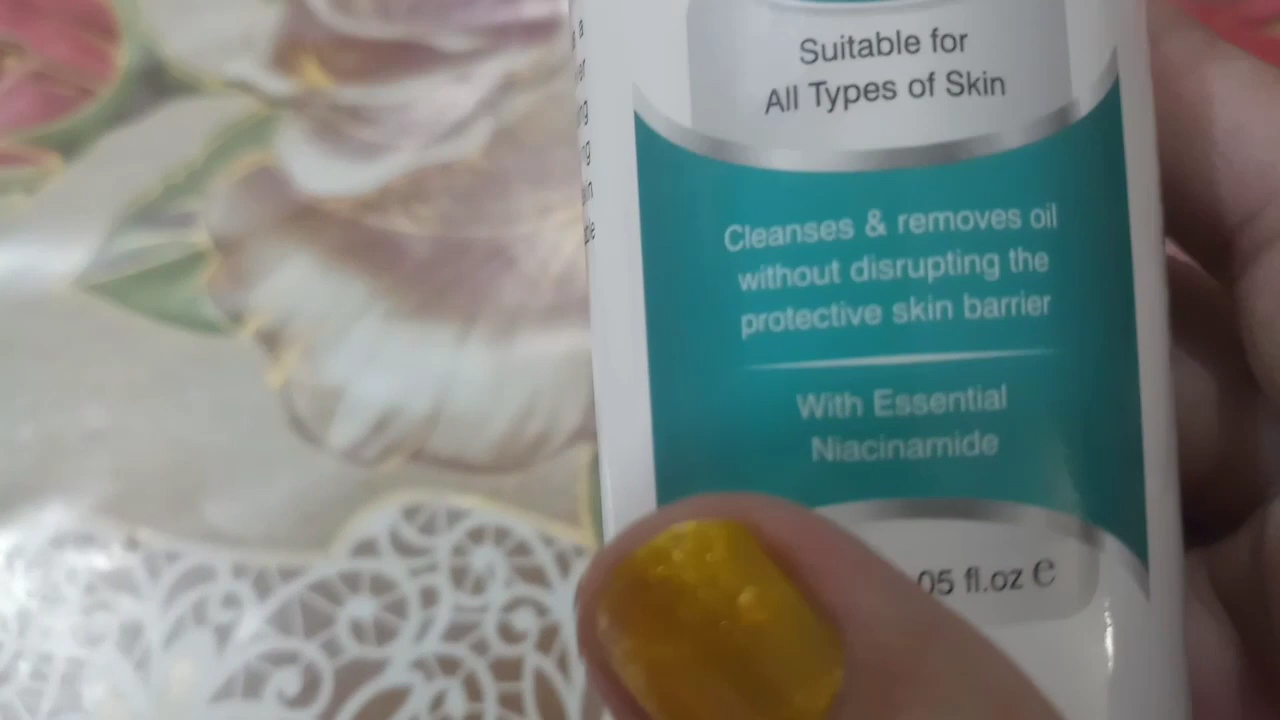 Suitable for
All Types of Skin
Cleanses & removes oil
without disrupting the
protective skin barrier
With Essential
Niacinamide
05 fl.oz e